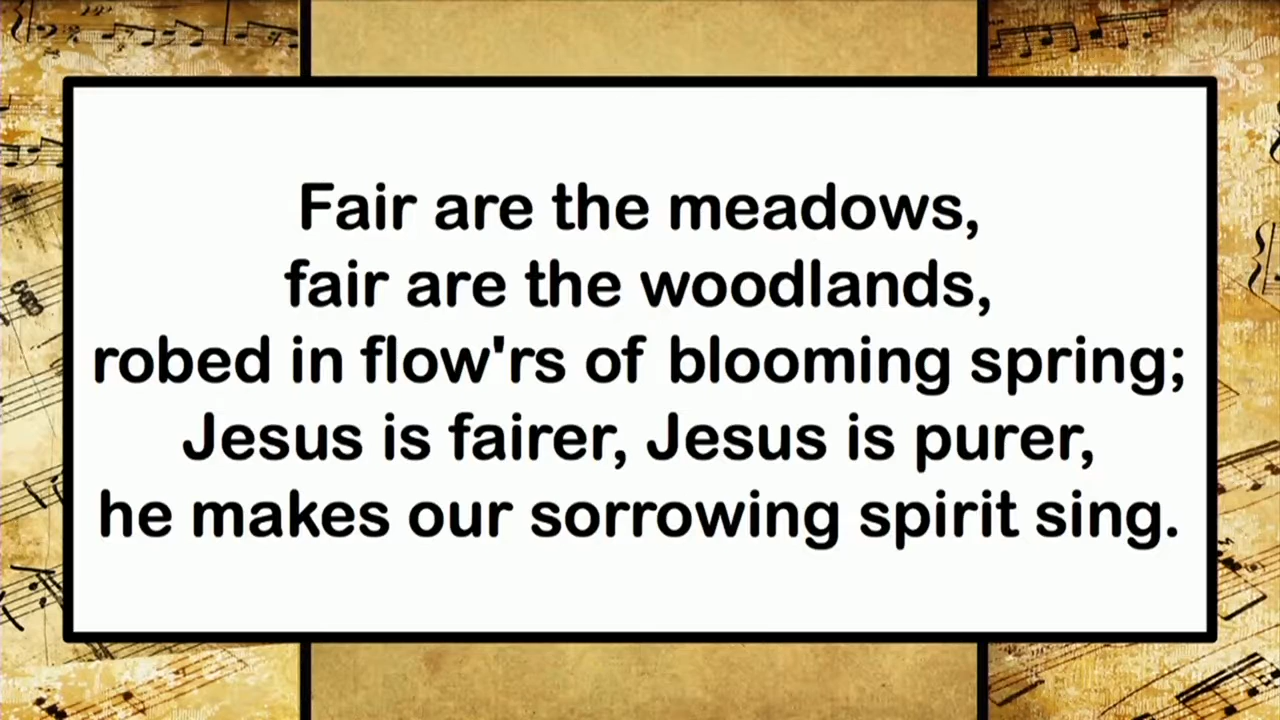 Fair are the meadows,
fair are the woodlands,
robed in flow'rs of blooming spring;
Jesus is fairer, Jesus is purer,
he makes our sorrowing spirit sing.